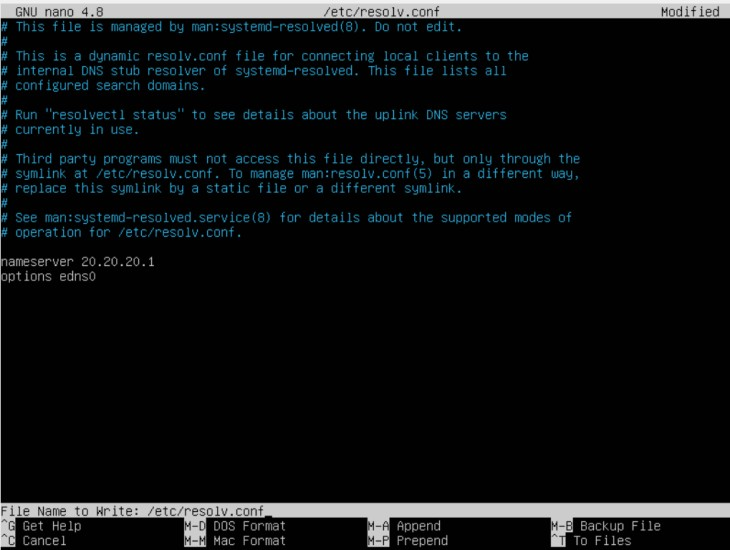 GNU nano 4.8 /etc/resolv.conf Modified
# This file is managed by man:systemd-resolved(8). Do not edit.
#
# This is a dynamic resolv.conf file for connecting local clients to the
# internal DNS stub resolver of systemd-resolved. This file lists all
# configured search domains.
#
# Run "resolvectl status" to see details about the uplink DNS servers
# currently in use.
#
# Third party programs must not access this file directly, but only through the
# symlink at /etc/resolv.conf. To manage man:resolv.conf(5) in a different way,
# replace this symlink by a static file or a different symlink.
#
# See man:systemd-resolved.service(8) for details about the supported modes of
# operation for /etc/resolv.conf.
nameserver 20.20.20.1
options edns0
File Name to Write: /etc/resolv.conf_
^G Get Help M-D DOS Format M-A Append M-B Backup File
^C Cancel M-M Mac Format M-P Prepend ^T To Files